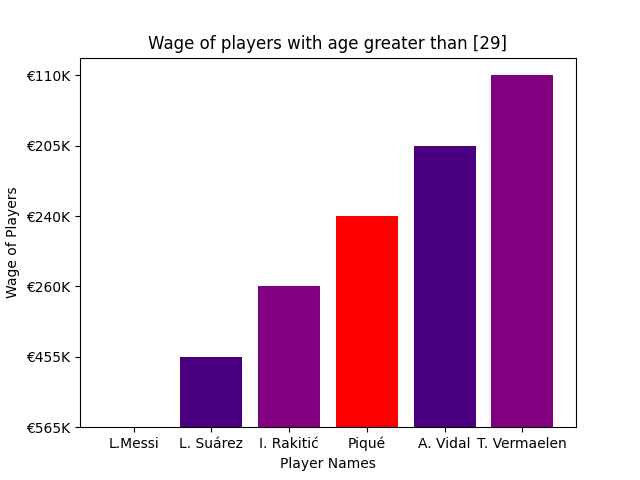 Wage of players with age greater than [29]
€110K
€205K
€240K
€260K
€455K
€565K
Wage of Players
L.Messi L. Suárez I. Rakitić Piqué A. Vidal T. Vermaelen
Player Names